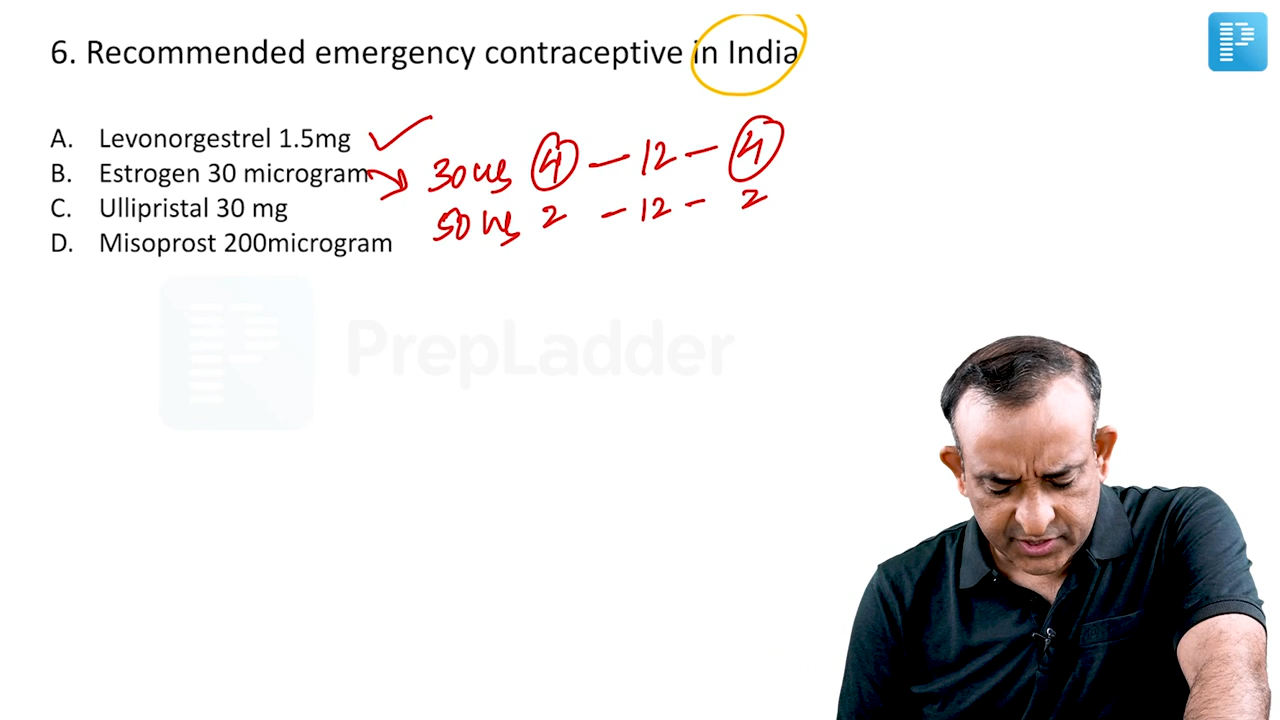 6. Recommended emergency contraceptive in India
A. Levonorgestrel 1.5mg
B. Estrogen 30 microgram
C. Ullipristal 30 mg
D. Misoprost 200microgram
30 ug 4 – 12 – 4
50 ug 2 – 12 – 2
PrepLadder